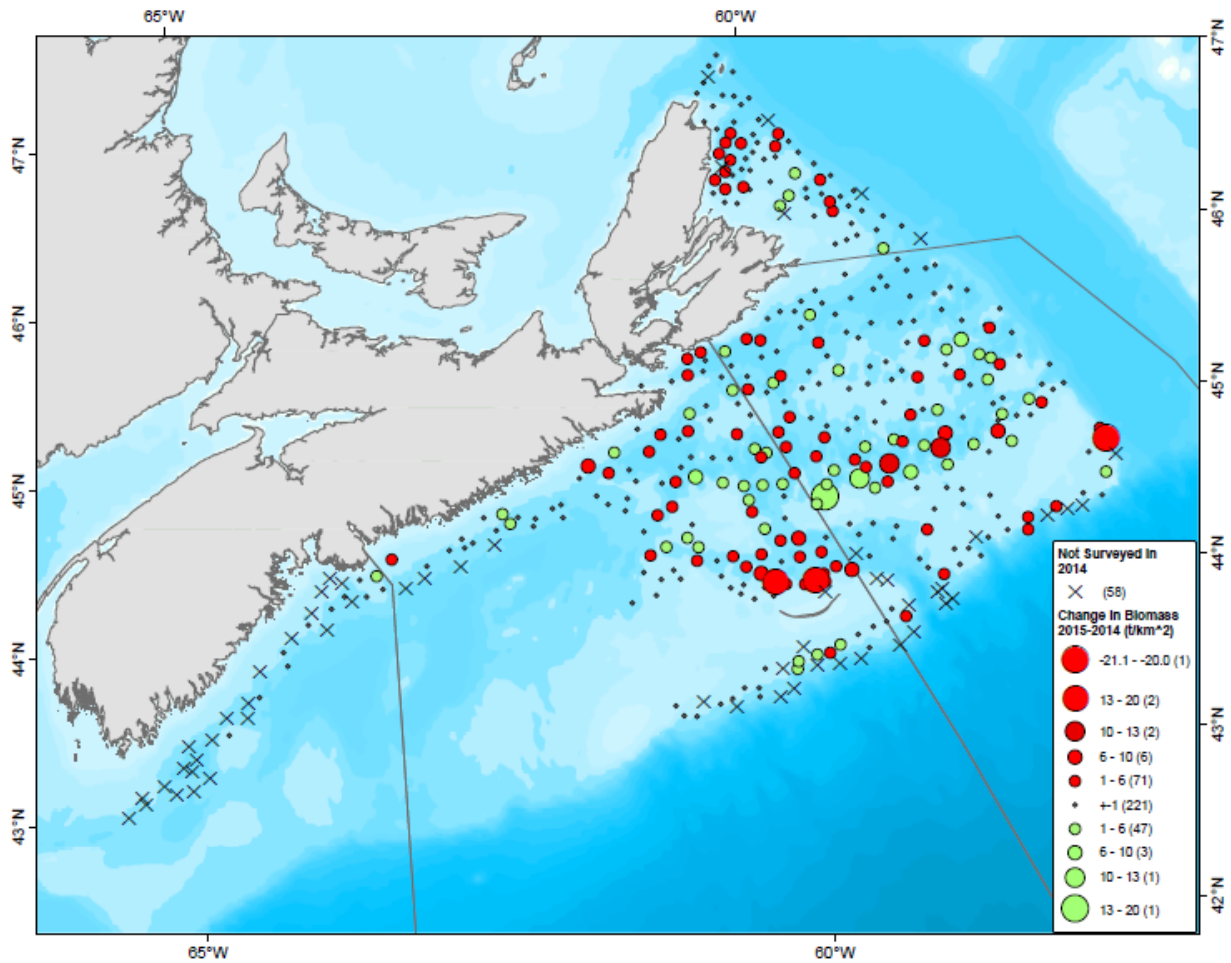 65°W 60°W
47°N
47°N
46°N
46°N
45°N
45°N
44°N
44°N
43°N
43°N
42°N
65°W 60°W
Not Surveyed in
2014
(58)
Change in Biomass
2015-2014 (t/km^2)
-21.1 - -20.0 (1)
13 - 20 (2)
10 - 13 (2)
6 - 10 (6)
1 - 6 (71)
+-1 (221)
1 - 6 (47)
6 - 10 (3)
10 - 13 (1)
13 - 20 (1)